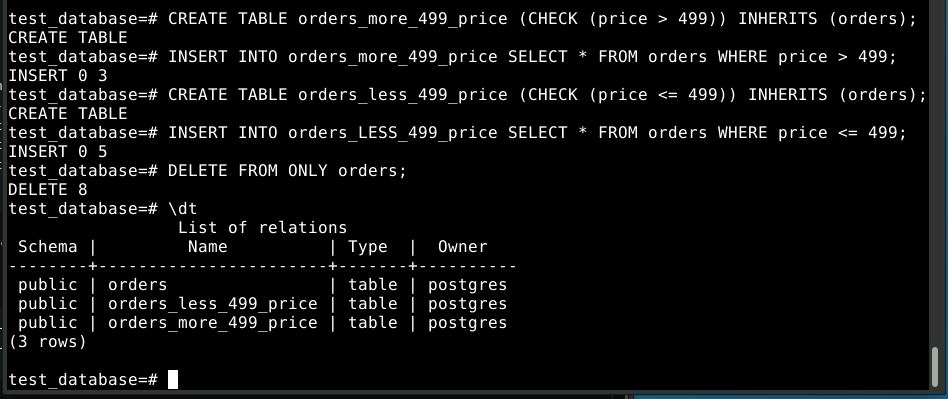 test_database=# CREATE TABLE orders_more_499_price (CHECK (price > 499)) INHERITS (orders);
CREATE TABLE
test_database=# INSERT INTO orders_more_499_price SELECT * FROM orders WHERE price > 499;
INSERT 0 3
test_database=# CREATE TABLE orders_less_499_price (CHECK (price <= 499)) INHERITS (orders);
CREATE TABLE
test_database=# INSERT INTO orders_LESS_499_price SELECT * FROM orders WHERE price <= 499;
INSERT 0 5
test_database=# DELETE FROM ONLY orders;
DELETE 8
test_database=# \dt
                 List of relations
 Schema |         Name          | Type  |  Owner
--------+-----------------------+-------+----------
 public | orders                | table | postgres
 public | orders_less_499_price | table | postgres
 public | orders_more_499_price | table | postgres
(3 rows)
test_database=#